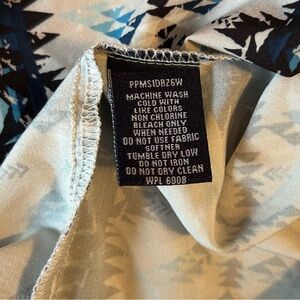 PPMS1DRZ6W
MACHINE WASH
COLD WITH
LIKE COLORS
NON CHLORINE
BLEACH ONLY
WHEN NEEDED
DO NOT USE FABRIC
SOFTNER
TUMBLE DRY LOW
DO NOT IRON
DO NOT DRY CLEAN
WPL 6008